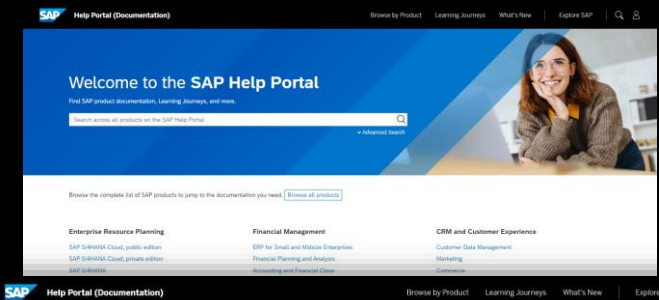 SAP Help Portal (Documentation) Browse by Product Learning Journeys What's New Explore SAP
Welcome to the SAP Help Portal
Find SAP product documentation, Learning Journeys, and more.
Search across all products on the SAP Help Portal
Advanced Search
Browse the complete list of SAP products to jump to the documentation you need. Browse all products
Enterprise Resource Planning Financial Management CRM and Customer Experience
SAP S/4HANA Cloud, public edition ERP for Small and Midsize Enterprises Customer Data Management
SAP S/4HANA Cloud, private edition Financial Planning and Analysis Marketing
SAP S/4HANA Accounting and Financial Close Commerce
SAP Help Portal (Documentation) Browse by Product Learning Journeys What's New Explore